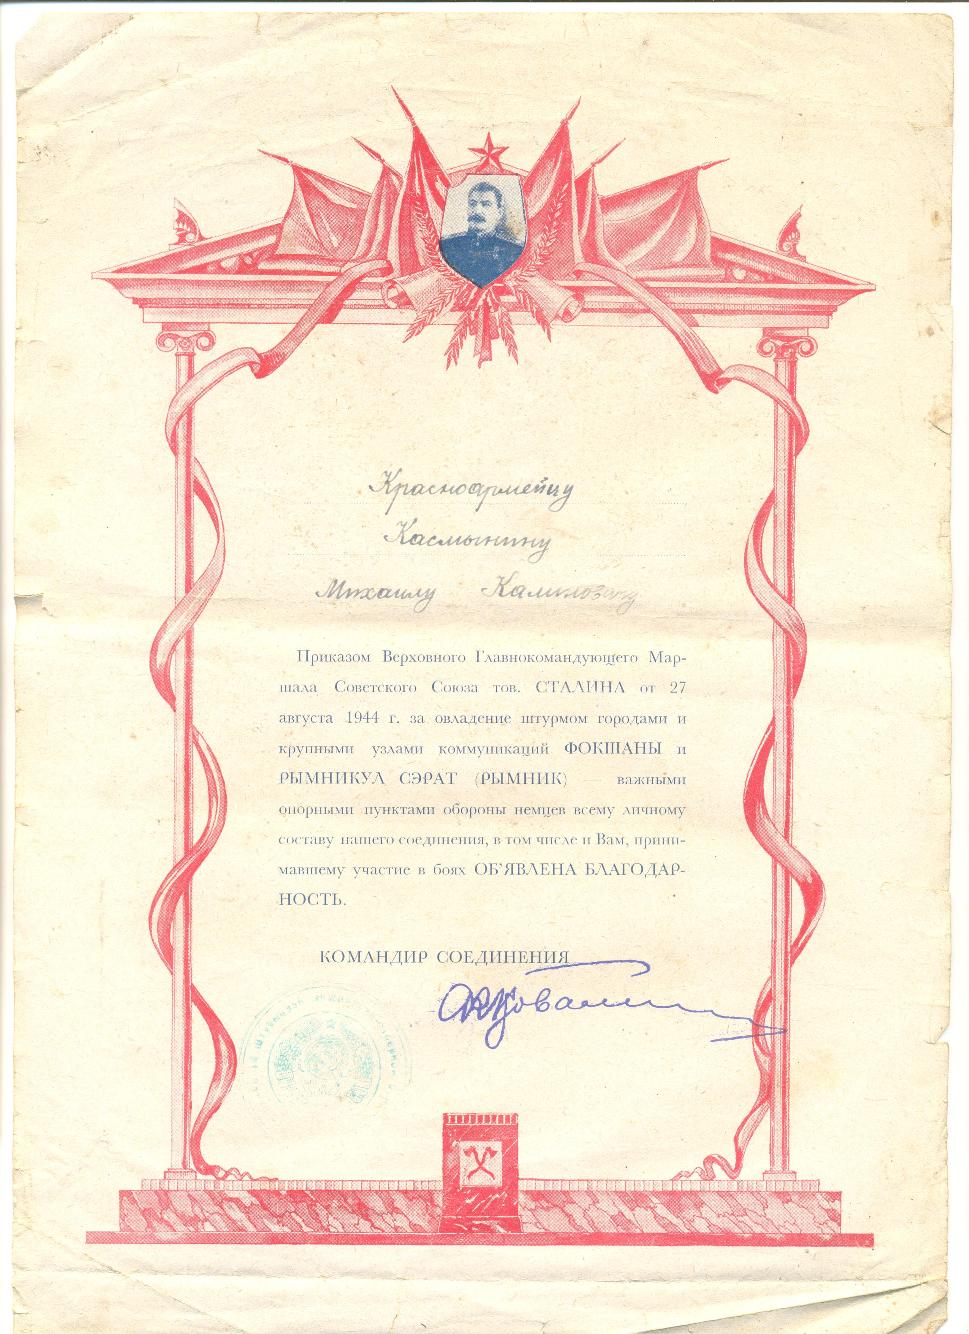 Красноармейцу
Касмынину
Михаилу
Приказом Верховного Главнокомандующего Мар-
шала Советского Союза тов. СТАЛИНА от 27
августа 1944 г. за овладение штурмом городами и
крупными узлами коммуникаций ФОКШАНЫ и
РЫМНИКУЛ СЭРАТ (РЫМНИК) — важными
опорными пунктами обороны немцев всему личному
составу нашего соединения, в том числе и Вам, прини-
мавшему участие в боях ОБ'ЯВЛЕНА БЛАГОДАР-
НОСТЬ.
КОМАНДИР СОЕДИНЕНИЯ